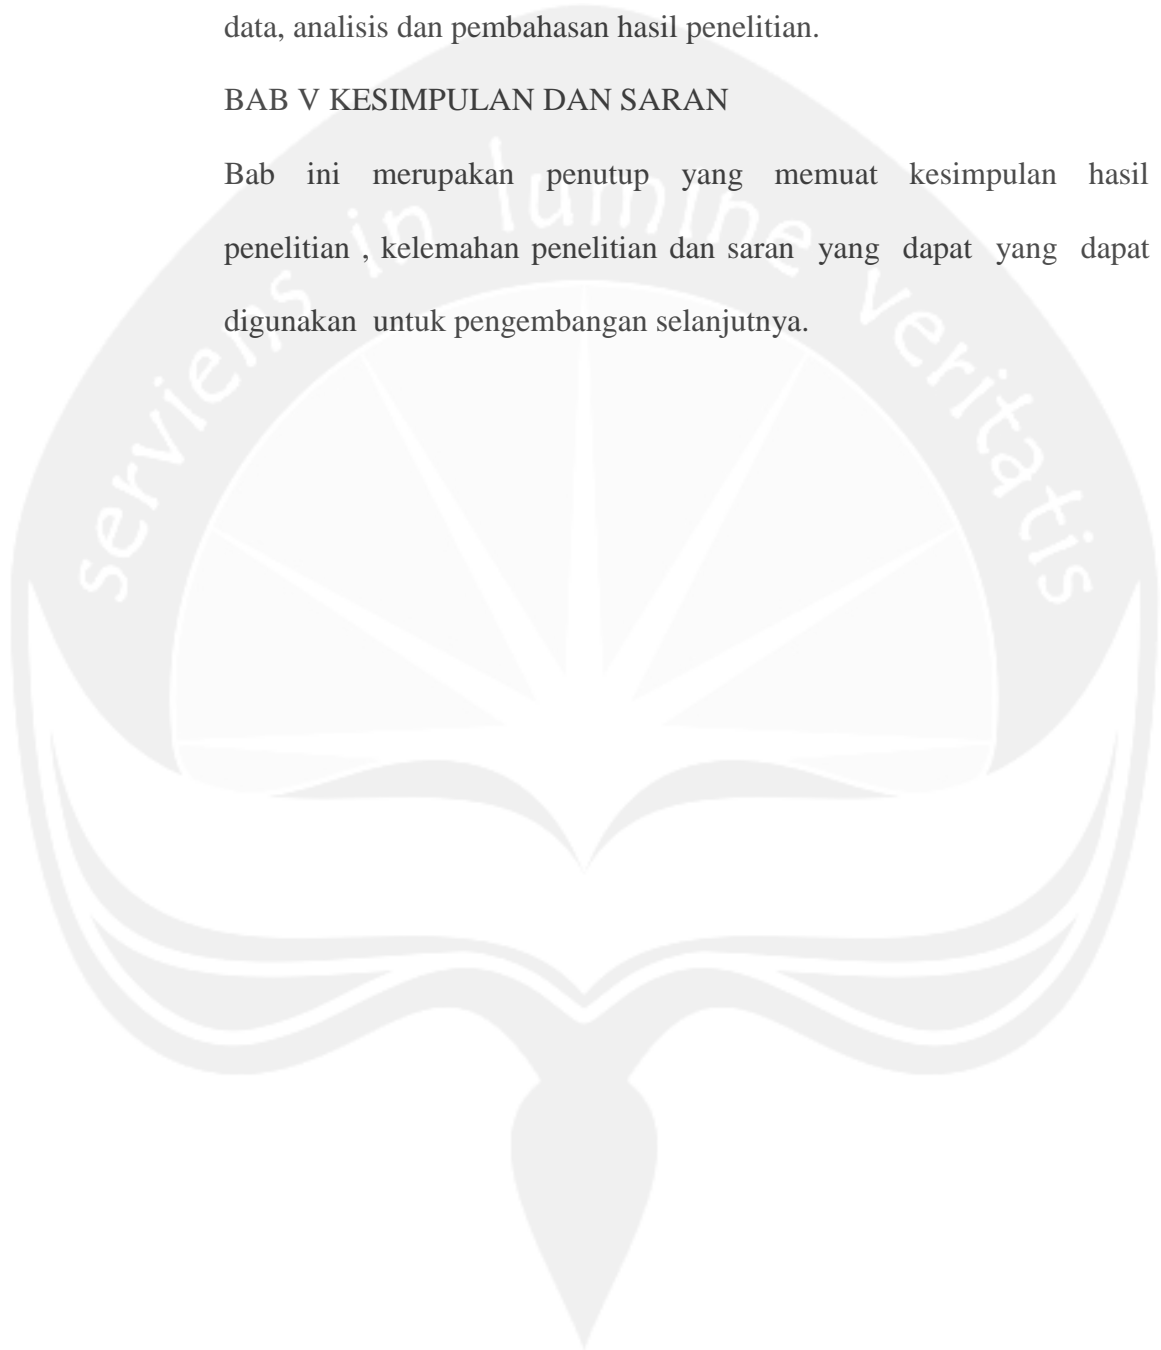 data, analisis dan pembahasan hasil penelitian.
BAB V KESIMPULAN DAN SARAN
Bab ini merupakan penutup yang memuat kesimpulan hasil
penelitian , kelemahan penelitian dan saran yang dapat yang dapat
digunakan untuk pengembangan selanjutnya.
serviens in lumine veritatis